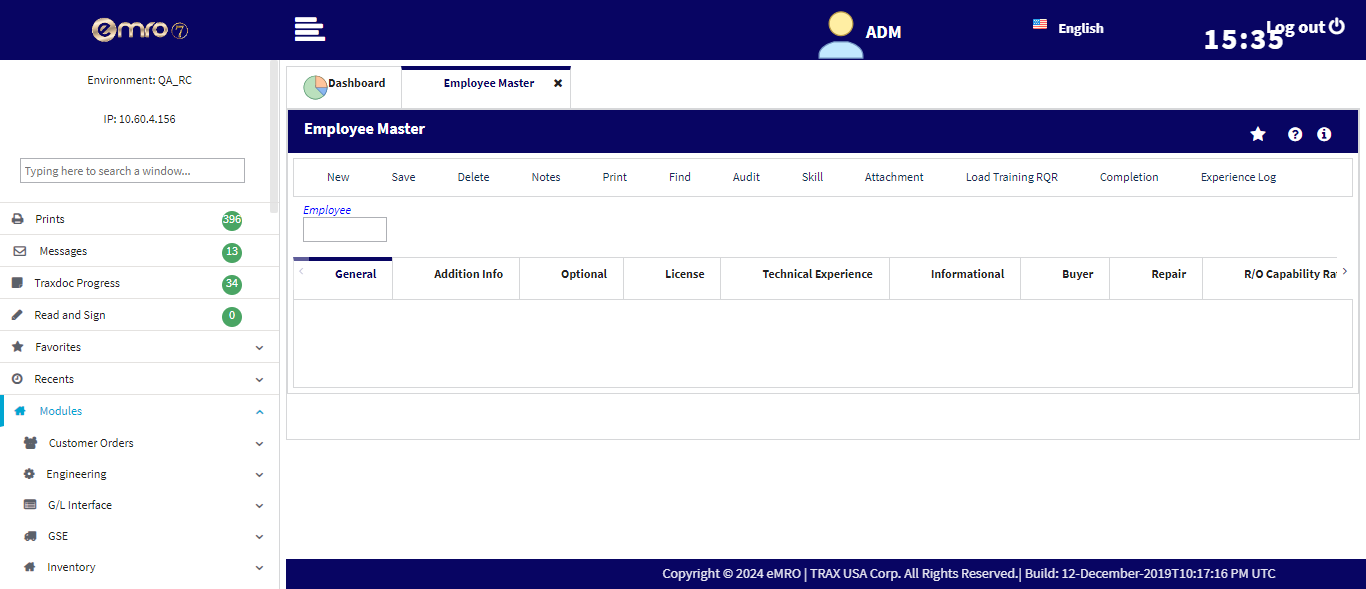 emro 7
ADM
English
15:35
Log out
Environment: QA_RC
IP: 10.60.4.156
Typing here to search a window...
Prints 396
Messages 13
Traxdoc Progress 34
Read and Sign 0
Favorites
Recents
Modules
Customer Orders
Engineering
G/L Interface
GSE
Inventory
Dashboard Employee Master
Employee Master
New Save Delete Notes Print Find Audit Skill Attachment Load Training RQR Completion Experience Log
Employee
General Addition Info Optional License Technical Experience Informational Buyer Repair R/O Capability Ra
Copyright © 2024 eMRO | TRAX USA Corp. All Rights Reserved.| Build: 12-December-2019T10:17:16 PM UTC